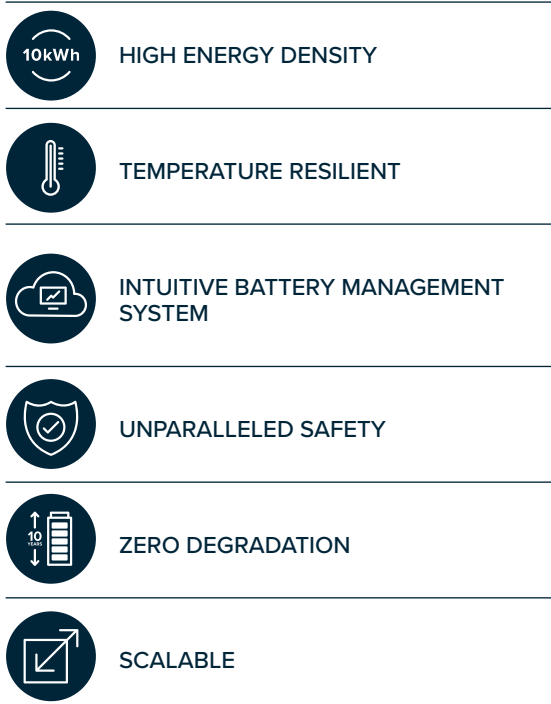 10kWh
HIGH ENERGY DENSITY
TEMPERATURE RESILIENT
INTUITIVE BATTERY MANAGEMENT
SYSTEM
UNPARALLELED SAFETY
10
YEARS
ZERO DEGRADATION
SCALABLE